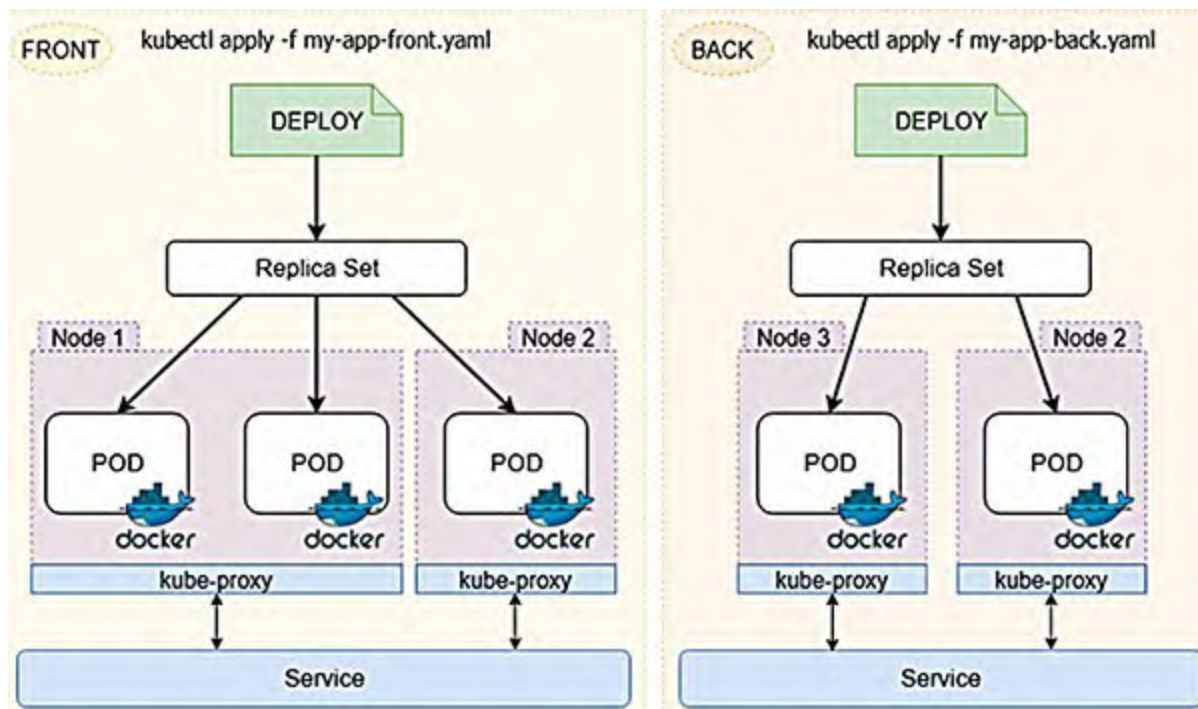 FRONT
kubectl apply -f my-app-front.yaml
DEPLOY
Replica Set
Node 1
Node 2
POD
docker
POD
docker
POD
docker
kube-proxy
kube-proxy
Service
BACK
kubectl apply -f my-app-back.yaml
DEPLOY
Replica Set
Node 3
Node 2
POD
docker
POD
docker
kube-proxy
kube-proxy
Service